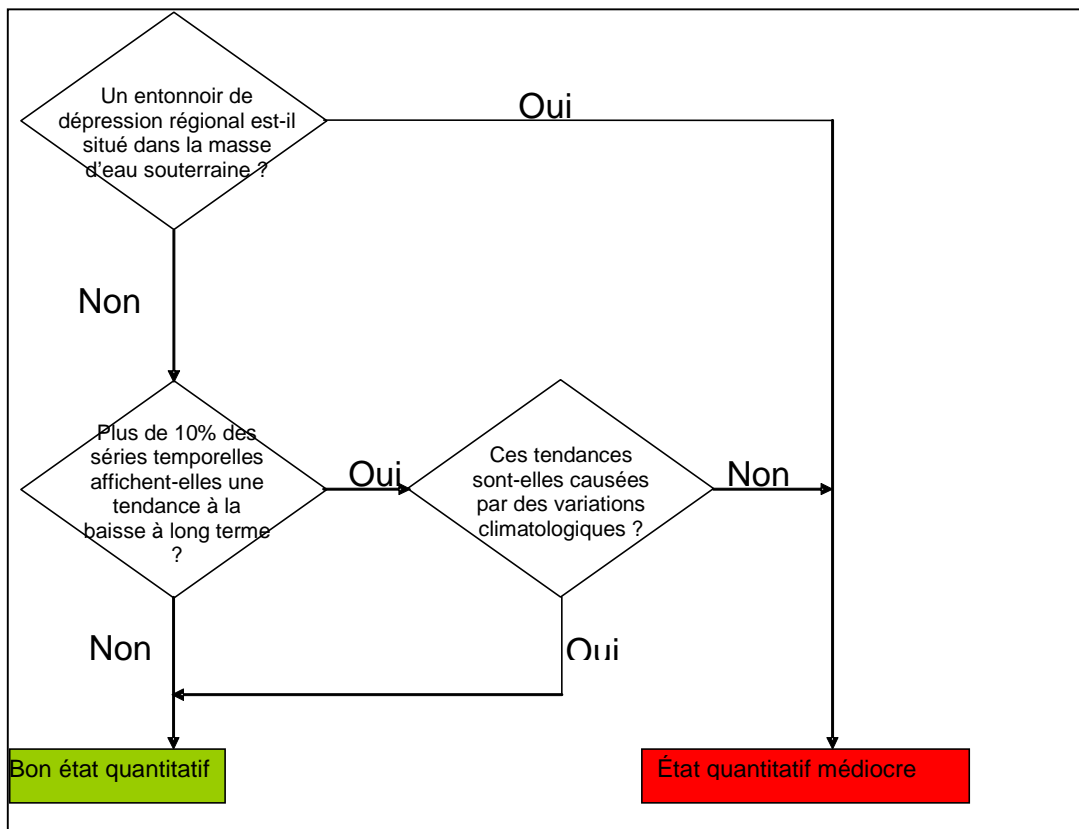 Un entonnoir de
dépression régional est-il
situé dans la masse
d'eau souterraine ?
Oui
Non
Plus de 10% des
séries temporelles
affichent-elles une
tendance à la
baisse à long terme
?
Oui
Ces tendances
sont-elles causées
par des variations
climatologiques ?
Non
Non
Oui
Bon état quantitatif
État quantitatif médiocre